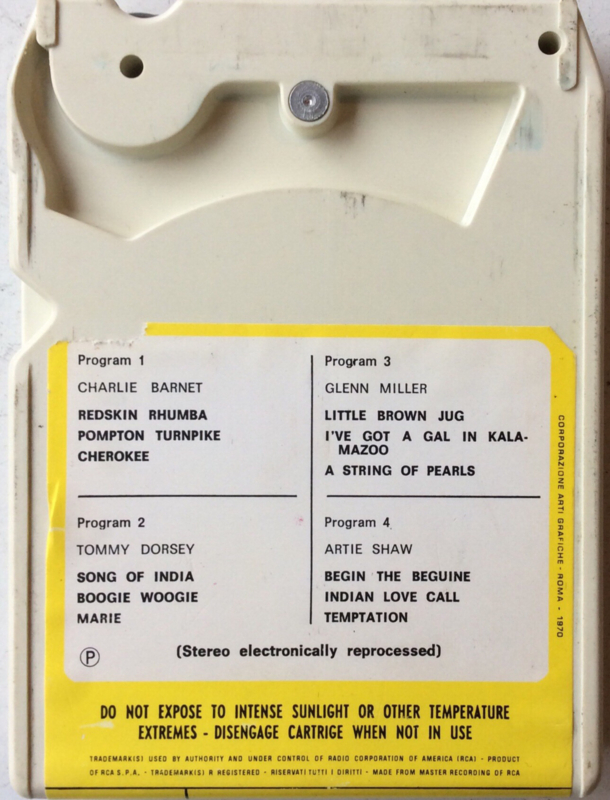 Program 1
CHARLIE BARNET
REDSKIN RHUMBA
POMPTON TURNPIKE
CHEROKEE
Program 3
GLENN MILLER
LITTLE BROWN JUG
I'VE GOT A GAL IN KALA-
MAZOO
A STRING OF PEARLS
Program 2
TOMMY DORSEY
SONG OF INDIA
BOOGIE WOOGIE
MARIE
Program 4
ARTIE SHAW
BEGIN THE BEGUINE
INDIAN LOVE CALL
TEMPTATION
Ⓟ
(Stereo electronically reprocessed)
CORPORAZIONE ARTI GRAFICHE - ROMA - 1970
DO NOT EXPOSE TO INTENSE SUNLIGHT OR OTHER TEMPERATURE
EXTREMES - DISENGAGE CARTRIGE WHEN NOT IN USE
TRADEMARK(S) USED BY AUTHORITY AND UNDER CONTROL OF RADIO CORPORATION OF AMERICA (RCA) - PRODUCT
OF RCA S.P.A. - TRADEMARK(S) R REGISTERED - RISERVATI TUTTI I DIRITTI - MADE FROM MASTER RECORDING OF RCA